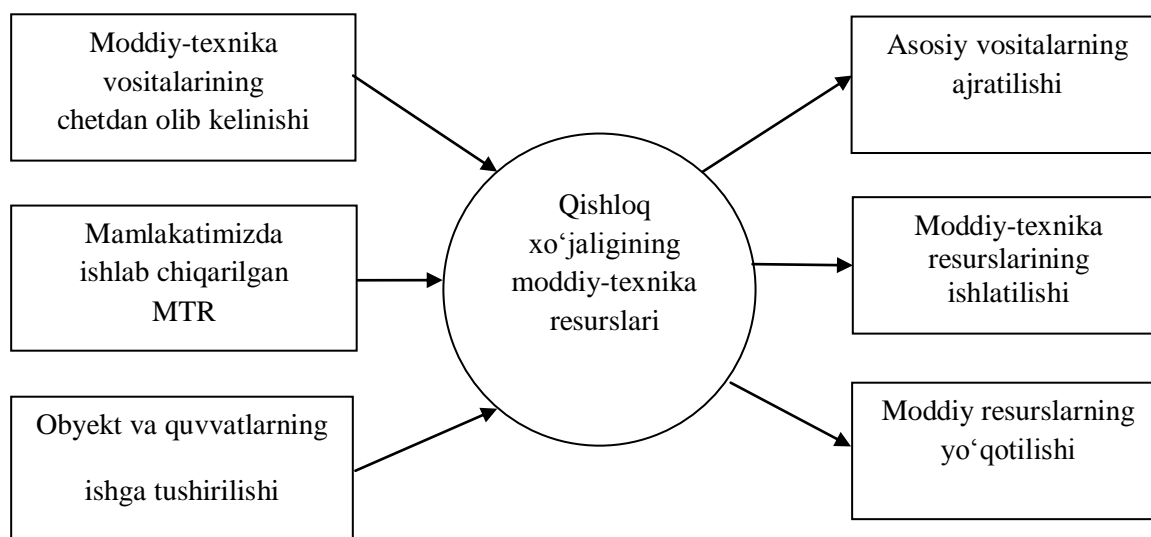 Moddiy-texnika
vositalarining
chetdan olib kelinishi
Mamlakatimizda
ishlab chiqarilgan
MTR
Obyekt va quvvatlarning
ishga tushirilishi
Qishloq
xo‘jaligining
moddiy-texnika
resurslari
Asosiy vositalarning
ajratilishi
Moddiy-texnika
resurslarining
ishlatilishi
Moddiy resurslarning
yo‘qotilishi